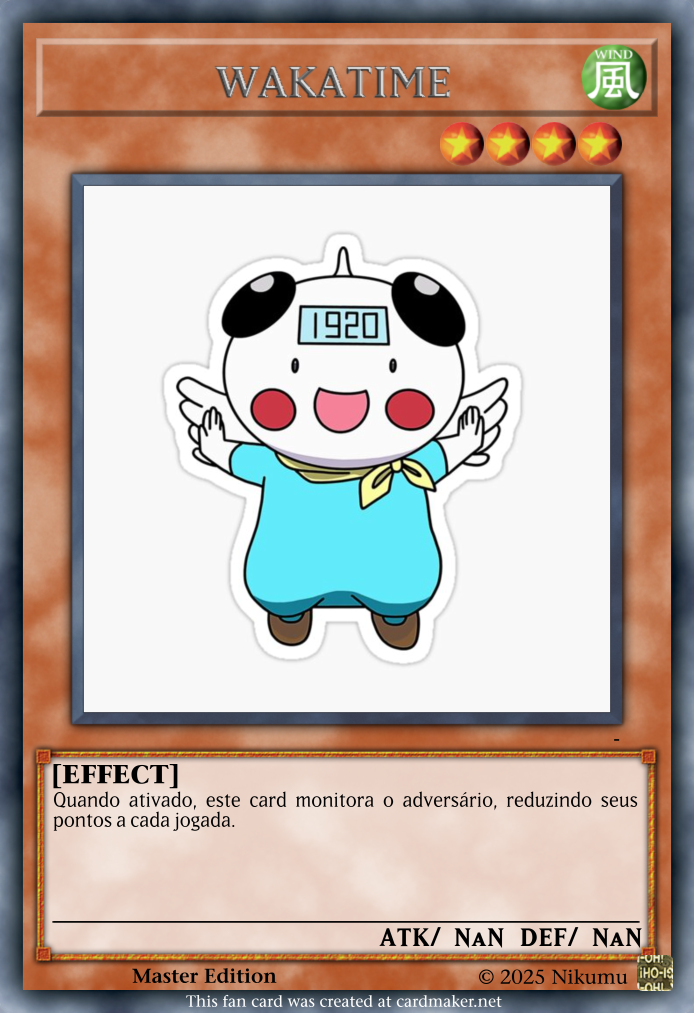 WAKATIME
WIND
風
1920
-
[EFFECT]
Quando ativado, este card monitora o adversário, reduzindo seus
pontos a cada jogada.
ATK/ NaN DEF/ NaN
Master Edition
© 2025 Nikumu
This fan card was created at cardmaker.net